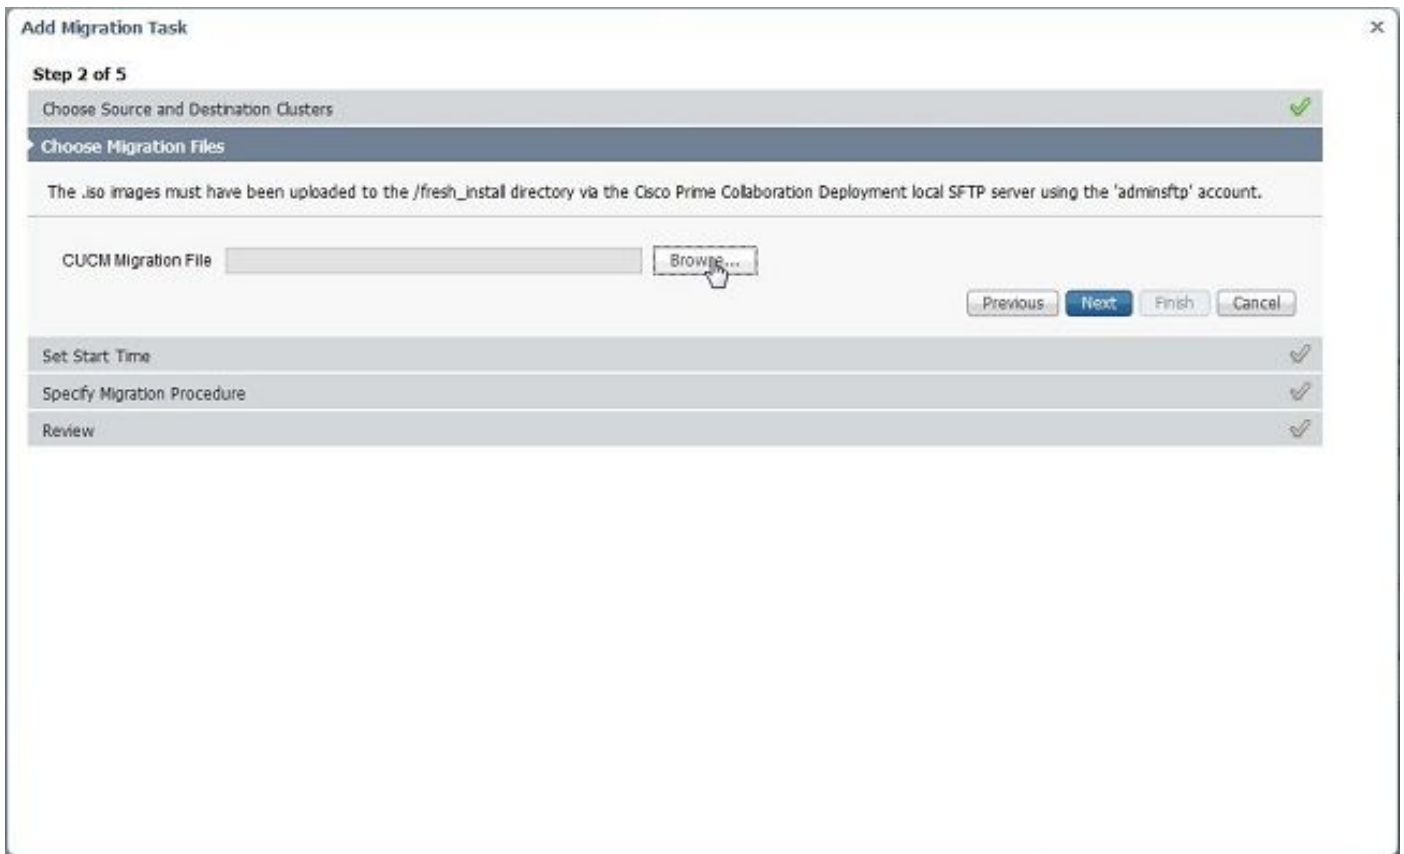 Add Migration Task
Step 2 of 5
Choose Source and Destination Clusters
Choose Migration Files
The .iso images must have been uploaded to the /fresh_install directory via the Cisco Prime Collaboration Deployment local SFTP server using the 'adminsftp' account.
CUCM Migration File Browse...
Previous Next Finish Cancel
Set Start Time
Specify Migration Procedure
Review